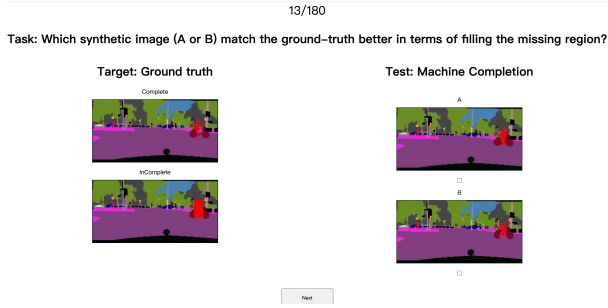 13/180
Task: Which synthetic image (A or B) match the ground-truth better in terms of filling the missing region?
Target: Ground truth
Test: Machine Completion
Complete
A
InComplete
B
Next